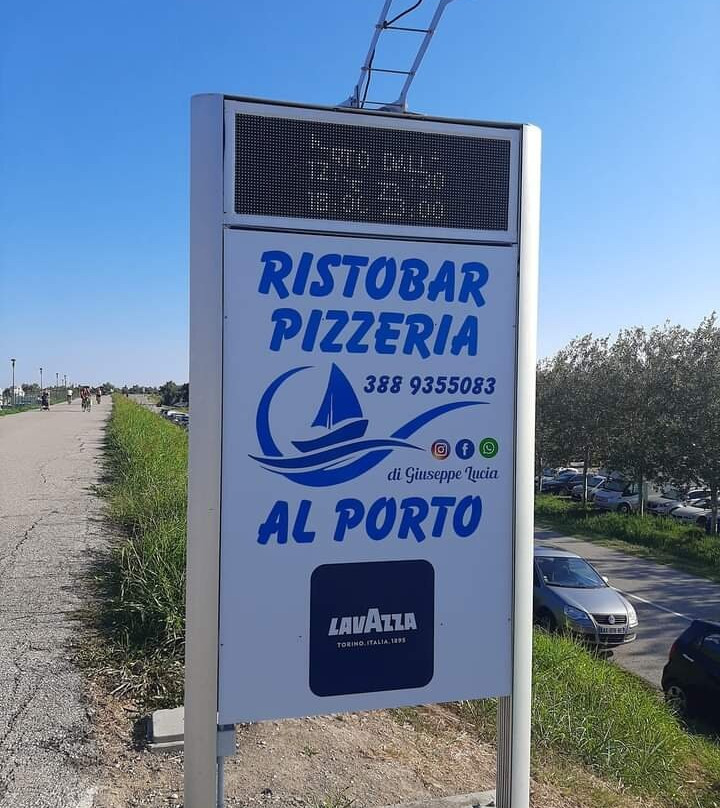 RISTOBAR
PIZZERIA
388 9355083
di Giuseppe Lucia
AL PORTO
LAVAZZA
TORINO, ITALIA, 1895